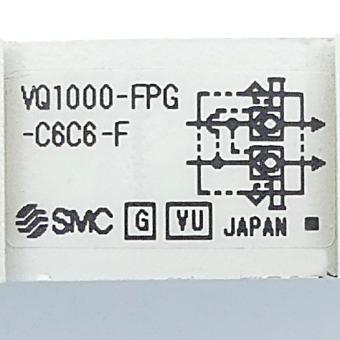 VQ1000-FPG
-C6C6-F
SMC G YU JAPAN